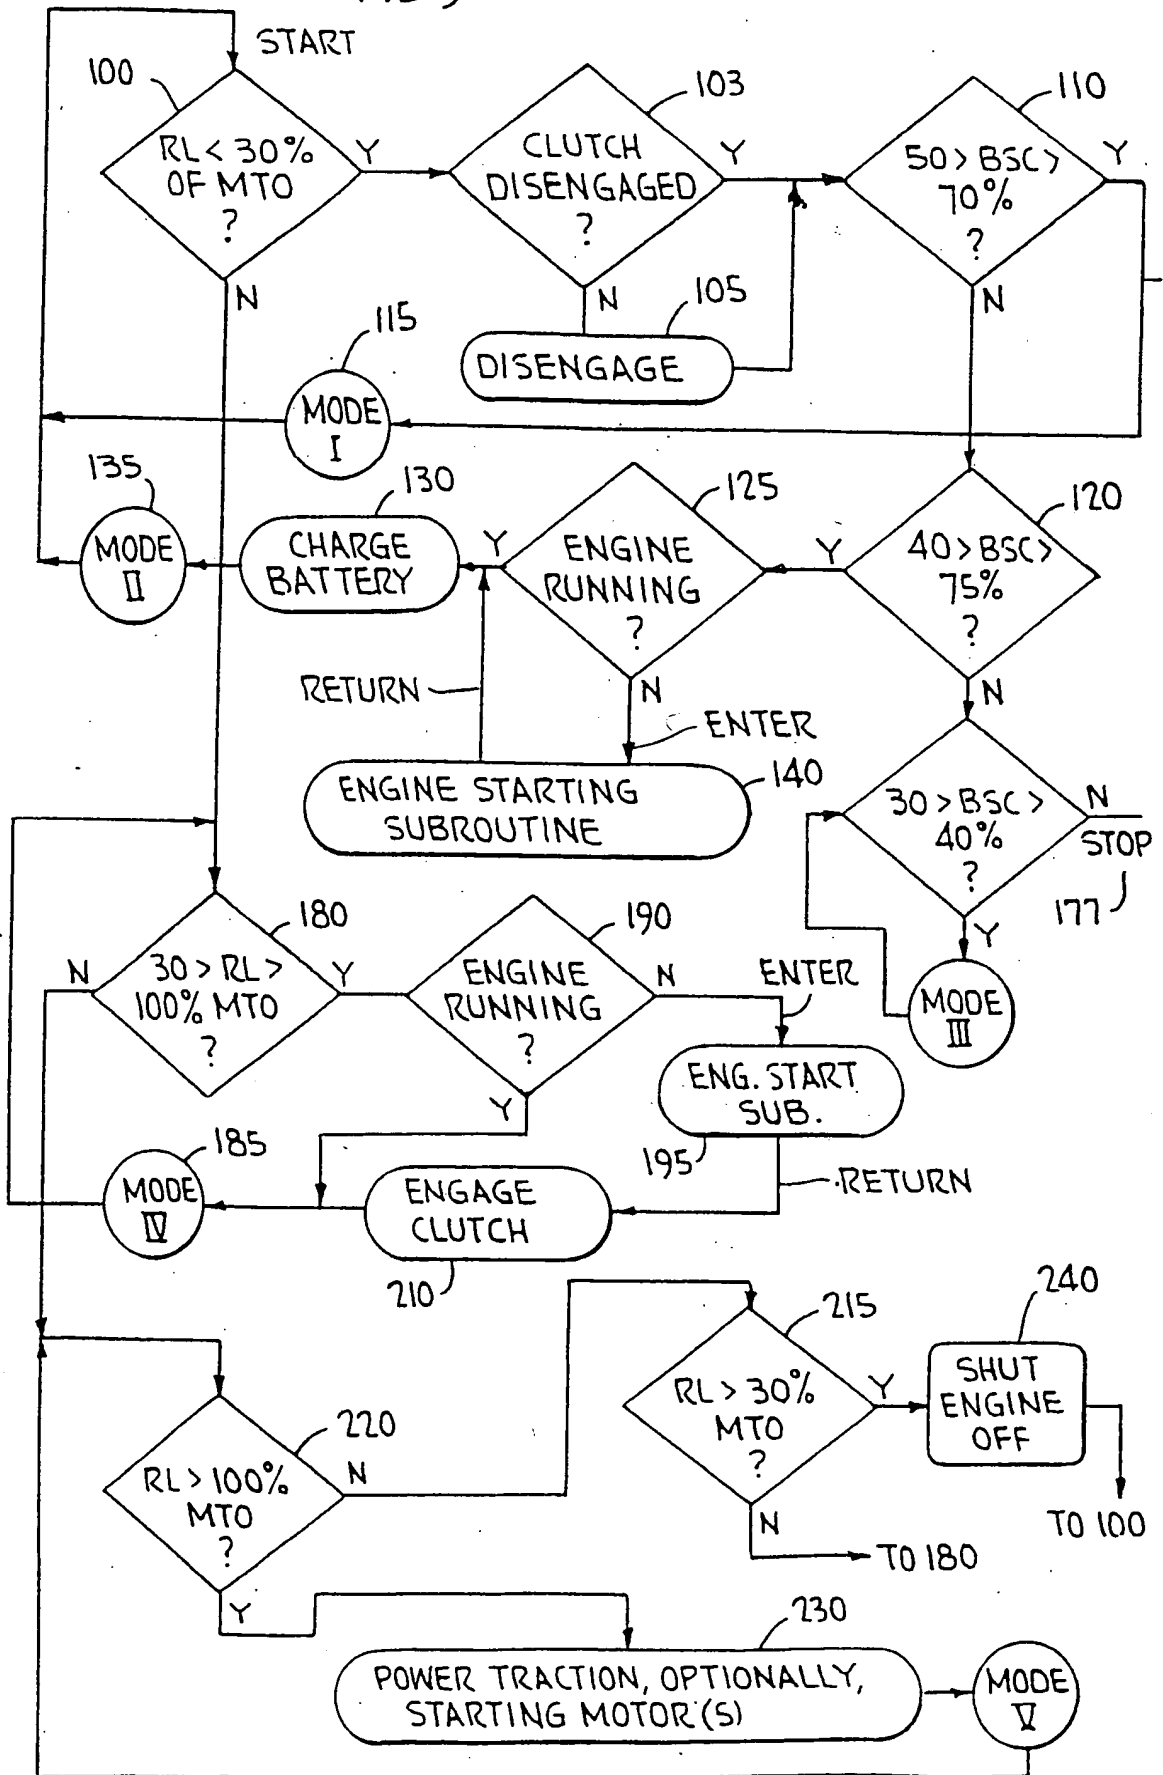 START
100
RL < 30%
OF MTO
?
Y
N
103
CLUTCH
DISENGAGED
?
Y
N
105
DISENGAGE
110
50 > BSC >
70%
?
Y
N
115
MODE
I
135
MODE
II
130
CHARGE
BATTERY
Y
125
ENGINE
RUNNING
?
N
Y
120
40 > BSC >
75%
?
N
RETURN
ENTER
ENGINE STARTING
SUBROUTINE
140
30 > BSC >
40%
?
N
STOP
177
Y
MODE
III
180
N
30 > RL >
100% MTO
?
Y
190
ENGINE
RUNNING
?
N
Y
ENTER
ENG. START
SUB.
195
RETURN
185
MODE
IV
ENGAGE
CLUTCH
210
215
RL > 30%
MTO
?
Y
N
TO 180
240
SHUT
ENGINE
OFF
TO 100
220
RL > 100%
MTO
?
N
Y
230
POWER TRACTION, OPTIONALLY,
STARTING MOTOR(S)
MODE
V